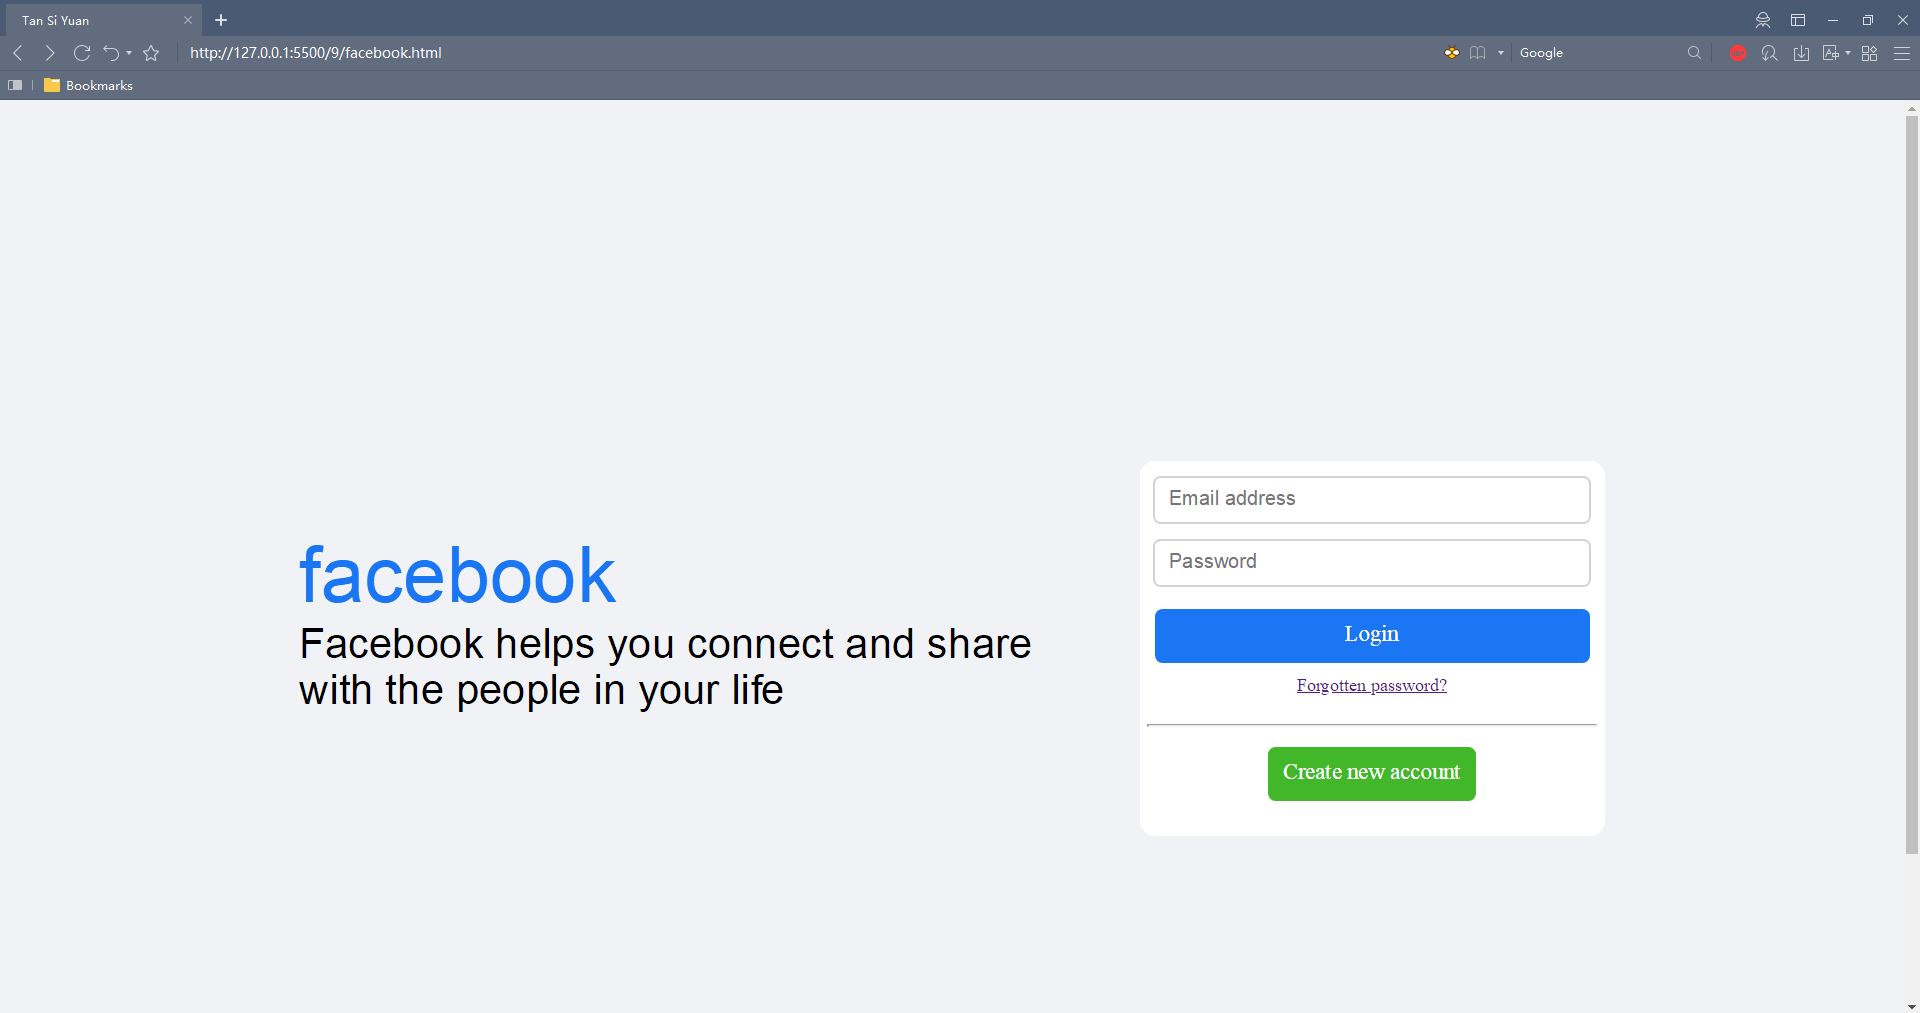 Tan Si Yuan
http://127.0.0.1:5500/9/facebook.html
Google
Bookmarks
facebook
Facebook helps you connect and share
with the people in your life
Email address
Password
Login
Forgotten password?
Create new account